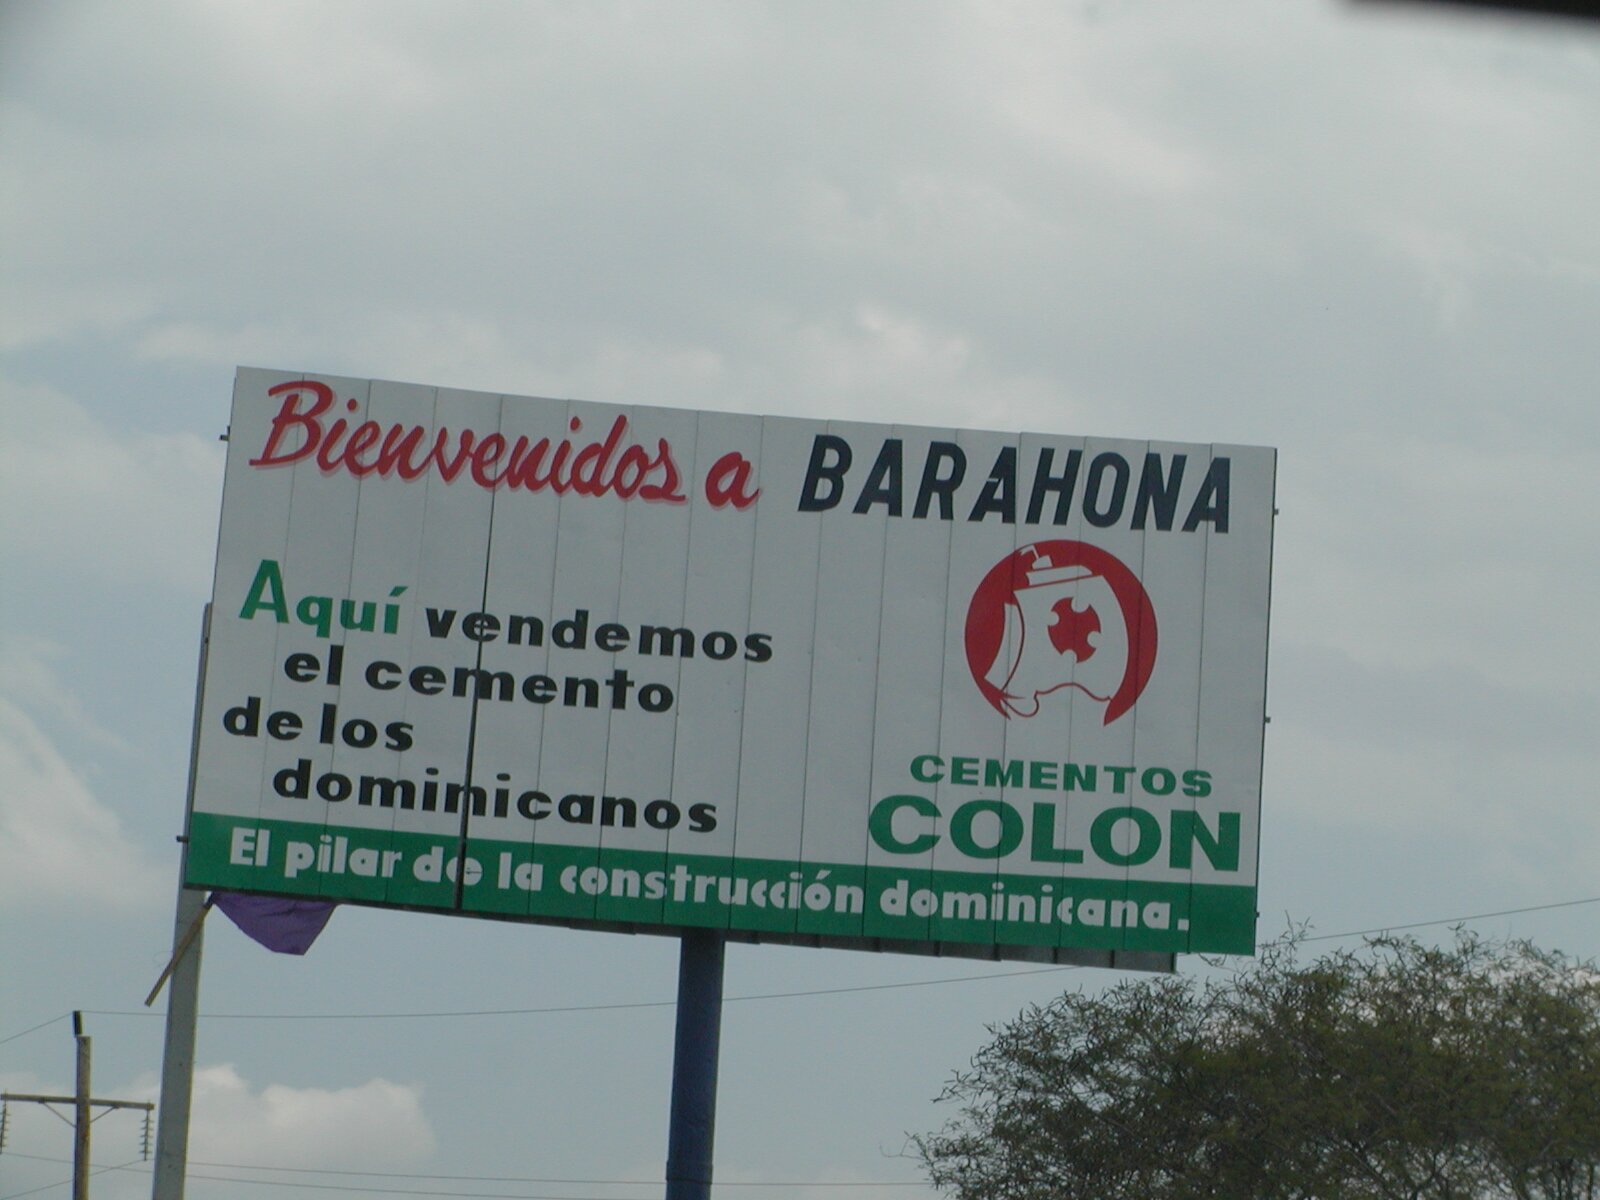 Bienvenidos a BARAHONA
Aquí vendemos
el cemento
de los
dominicanos
CEMENTOS
COLON
El pilar de la construcción dominicana.